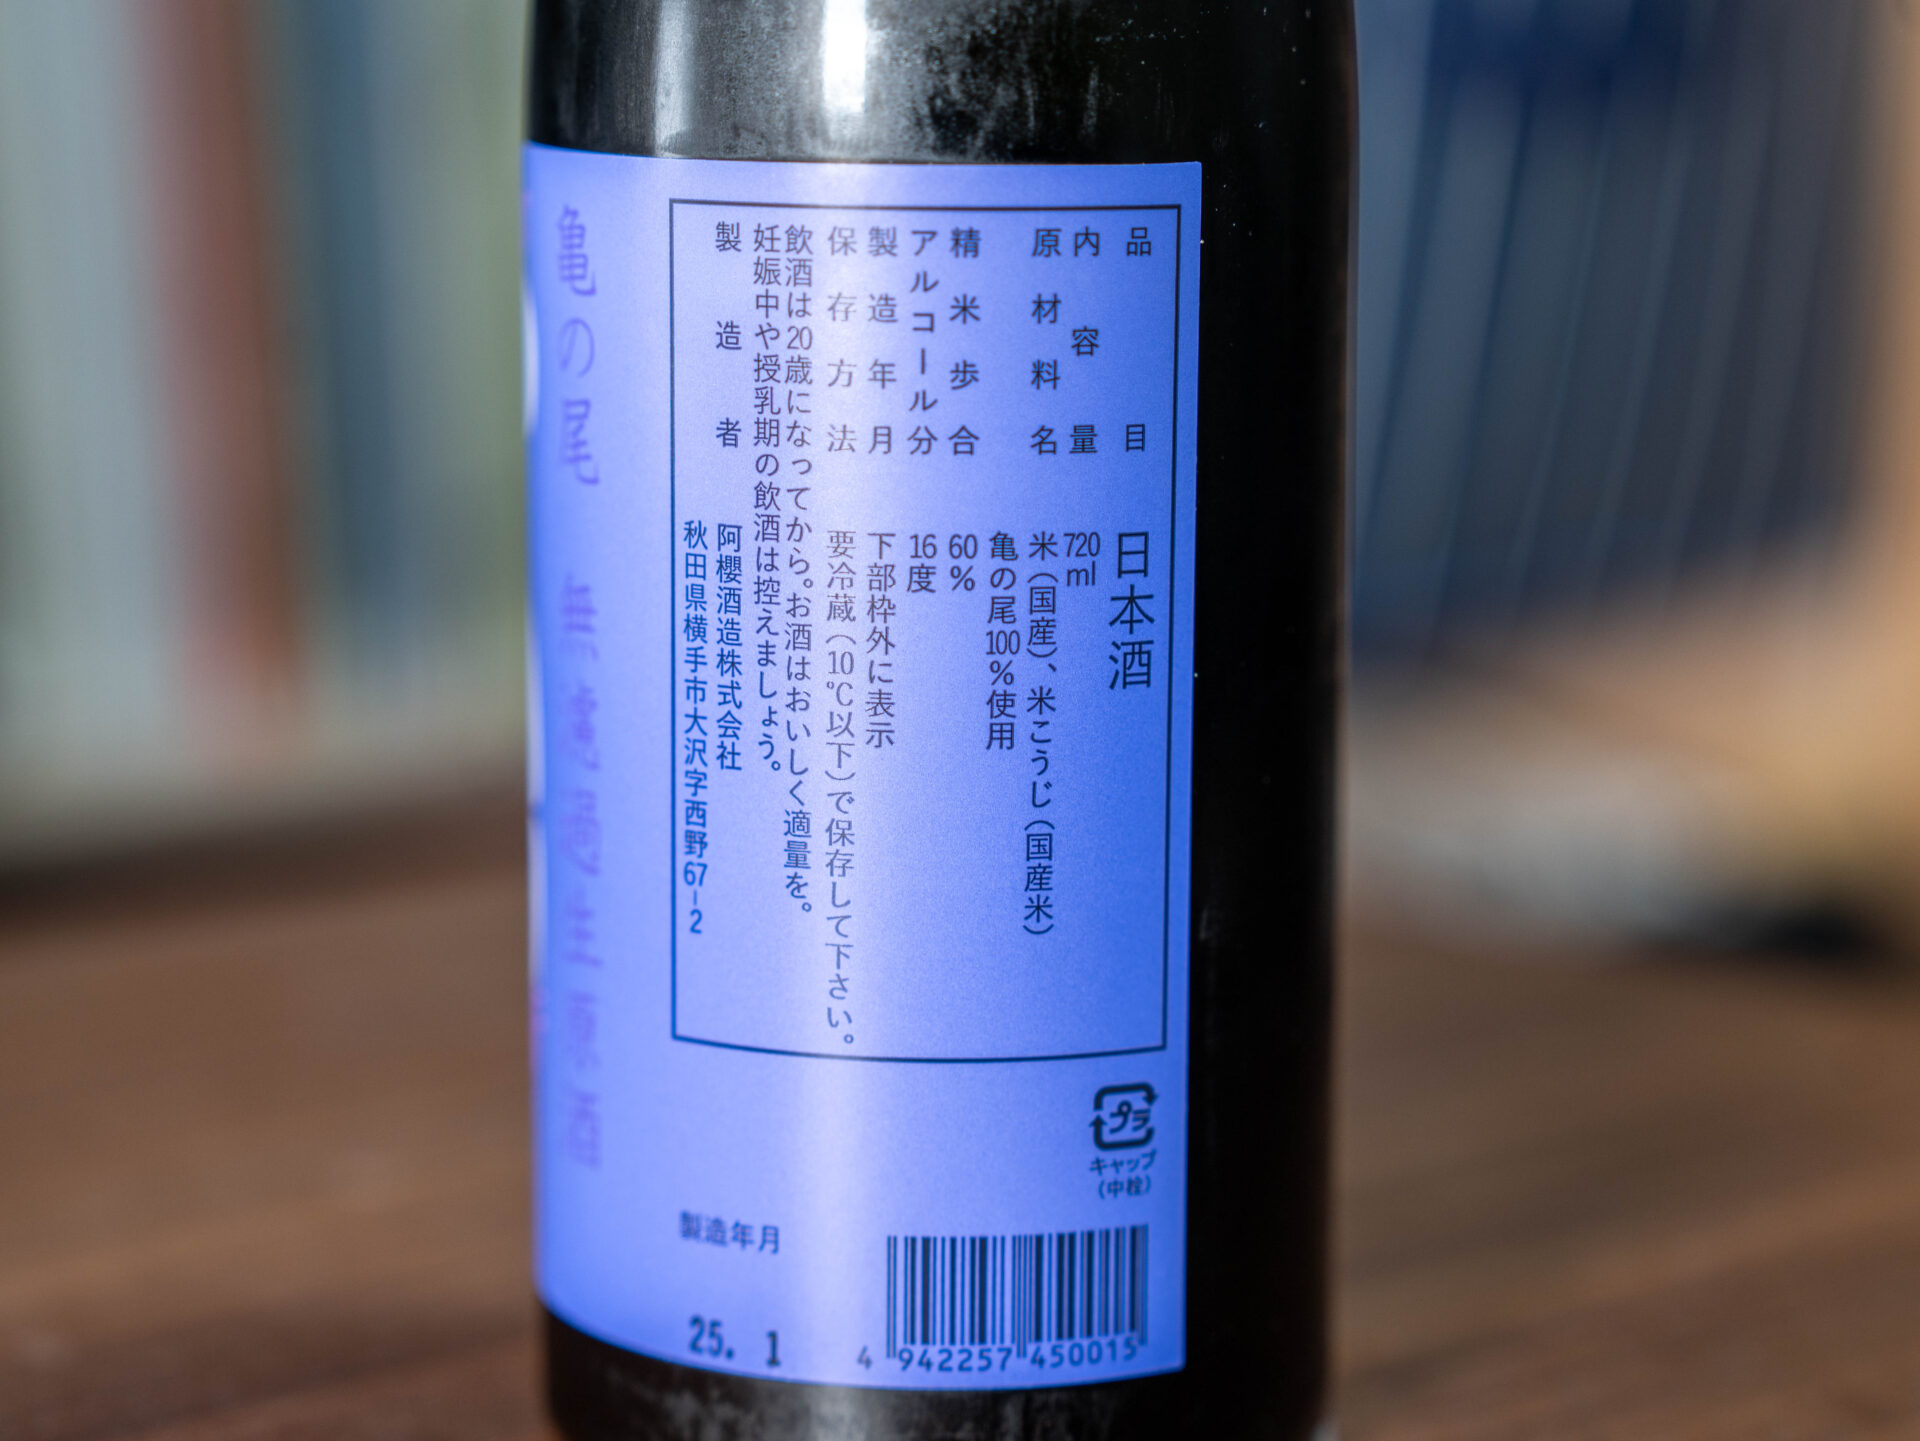 品目 日本酒
内容量 720ml
原材料名 米(国産)、米こうじ(国産米)
亀の尾100%使用
精米歩合 60%
アルコール分 16度
製造年月 下部枠外に表示
保存方法 要冷蔵(10℃以下)で保存して下さい。
飲酒は20歳になってから。お酒はおいしく適量を。
妊娠中や授乳期の飲酒は控えましょう。
製造者 阿櫻酒造株式会社
秋田県横手市大沢字西野67-2
亀の尾 無濾過生原酒
プラ
キャップ
(中栓)
製造年月
25. 1
4 942257 450015